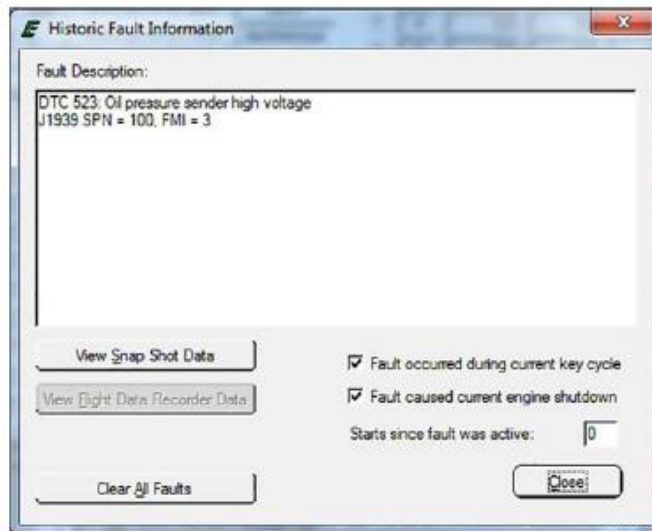 E Historic Fault Information
Fault Description:
DTC 523: Oil pressure sender high voltage
J1939 SPN = 100, FMI = 3
View Snap Shot Data
Fault occurred during current key cycle
View Flight Data Recorder Data
Fault caused current engine shutdown
Starts since fault was active: 0
Clear All Faults
Close